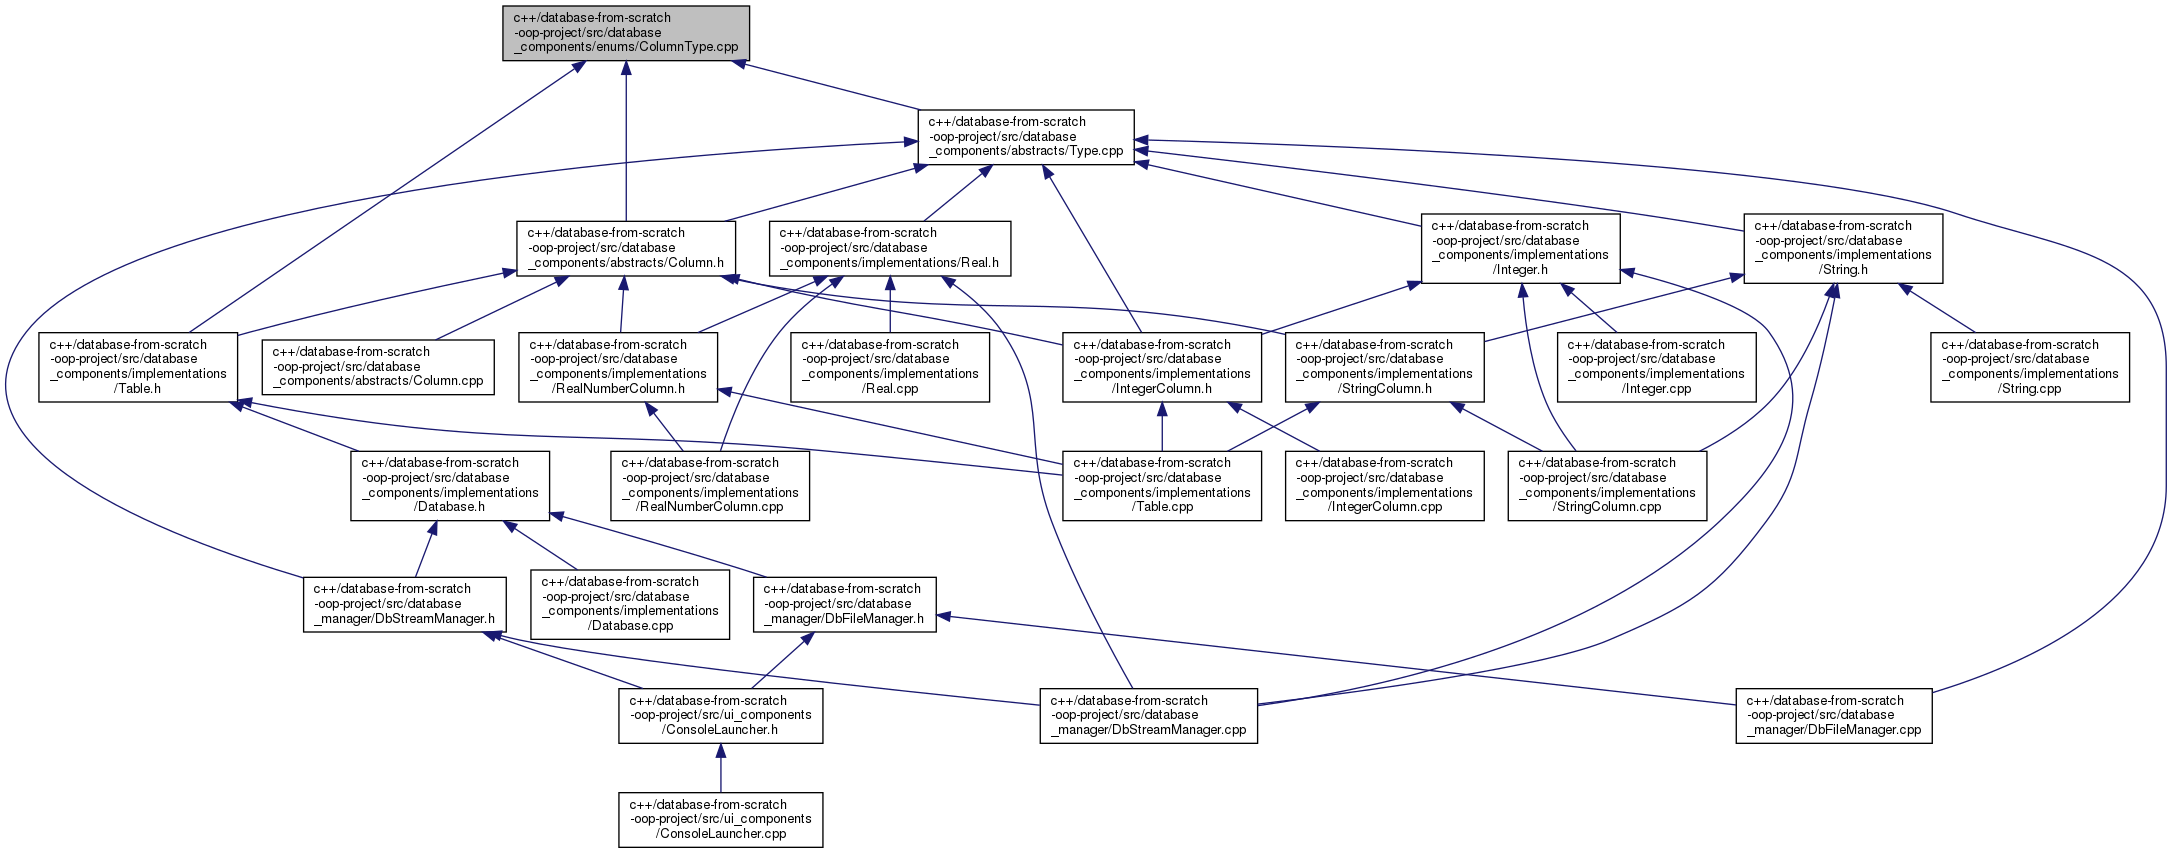 c++/database-from-scratch
-oop-project/src/database
_components/enums/ColumnType.cpp
c++/database-from-scratch
-oop-project/src/database
_components/abstracts/Type.cpp
c++/database-from-scratch
-oop-project/src/database
_components/abstracts/Column.h
c++/database-from-scratch
-oop-project/src/database
_components/implementations/Real.h
c++/database-from-scratch
-oop-project/src/database
_components/implementations
/Integer.h
c++/database-from-scratch
-oop-project/src/database
_components/implementations
/String.h
c++/database-from-scratch
-oop-project/src/database
_components/implementations
/Table.h
c++/database-from-scratch
-oop-project/src/database
_components/abstracts/Column.cpp
c++/database-from-scratch
-oop-project/src/database
_components/implementations
/RealNumberColumn.h
c++/database-from-scratch
-oop-project/src/database
_components/implementations
/Real.cpp
c++/database-from-scratch
-oop-project/src/database
_components/implementations
/IntegerColumn.h
c++/database-from-scratch
-oop-project/src/database
_components/implementations
/StringColumn.h
c++/database-from-scratch
-oop-project/src/database
_components/implementations
/Integer.cpp
c++/database-from-scratch
-oop-project/src/database
_components/implementations
/String.cpp
c++/database-from-scratch
-oop-project/src/database
_components/implementations
/Database.h
c++/database-from-scratch
-oop-project/src/database
_components/implementations
/RealNumberColumn.cpp
c++/database-from-scratch
-oop-project/src/database
_components/implementations
/Table.cpp
c++/database-from-scratch
-oop-project/src/database
_components/implementations
/IntegerColumn.cpp
c++/database-from-scratch
-oop-project/src/database
_components/implementations
/StringColumn.cpp
c++/database-from-scratch
-oop-project/src/database
_manager/DbStreamManager.h
c++/database-from-scratch
-oop-project/src/database
_components/implementations
/Database.cpp
c++/database-from-scratch
-oop-project/src/database
_manager/DbFileManager.h
c++/database-from-scratch
-oop-project/src/ui_components
/ConsoleLauncher.h
c++/database-from-scratch
-oop-project/src/database
_manager/DbStreamManager.cpp
c++/database-from-scratch
-oop-project/src/database
_manager/DbFileManager.cpp
c++/database-from-scratch
-oop-project/src/ui_components
/ConsoleLauncher.cpp